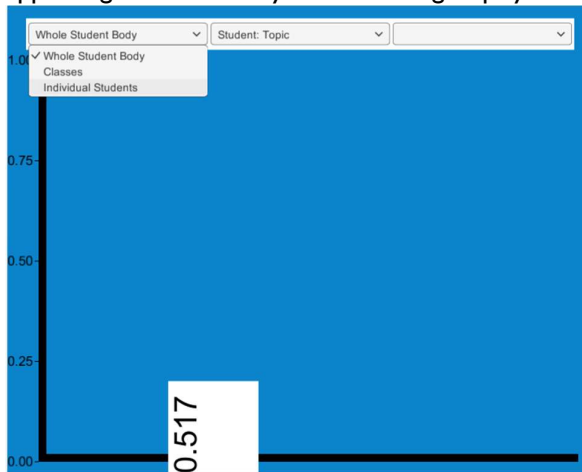 Whole Student Body
Student: Topic
✓ Whole Student Body
Classes
Individual Students
0.75
0.50
0.25
0.00
0.517